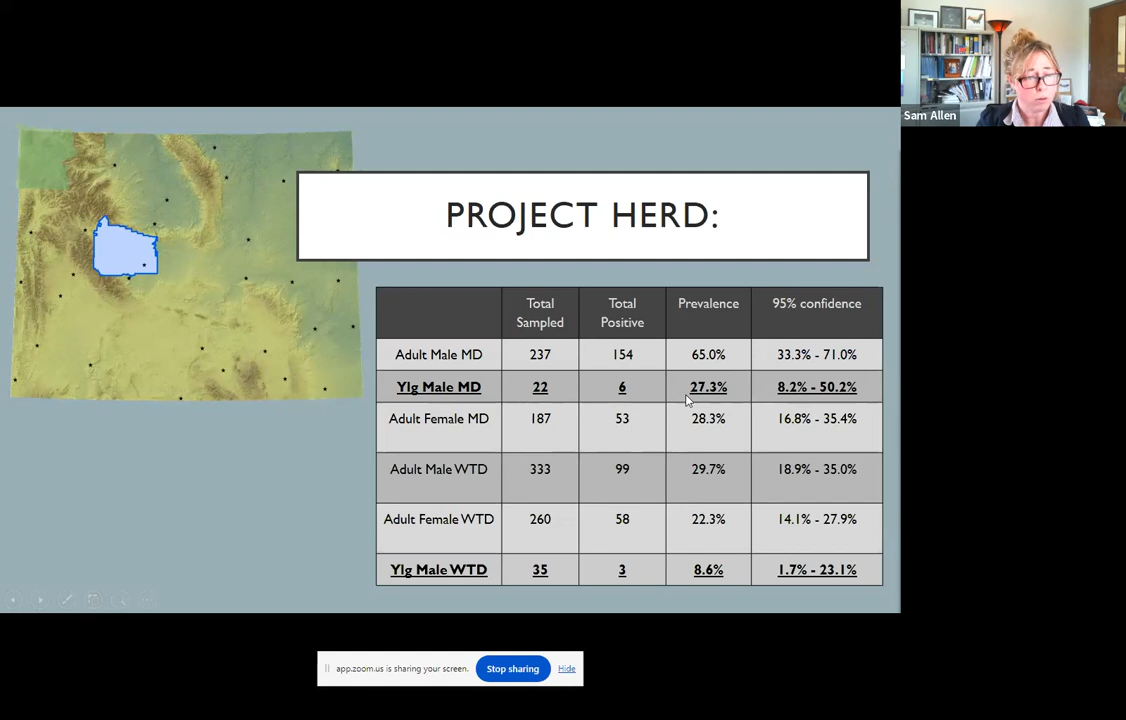 Sam Allen
PROJECT HERD:
Total Sampled Total Positive Prevalence 95% confidence
Adult Male MD 237 154 65.0% 33.3% - 71.0%
Ylg Male MD 22 6 27.3% 8.2% - 50.2%
Adult Female MD 187 53 28.3% 16.8% - 35.4%
Adult Male WTD 333 99 29.7% 18.9% - 35.0%
Adult Female WTD 260 58 22.3% 14.1% - 27.9%
Ylg Male WTD 35 3 8.6% 1.7% - 23.1%
app.zoom.us is sharing your screen. Stop sharing Hide